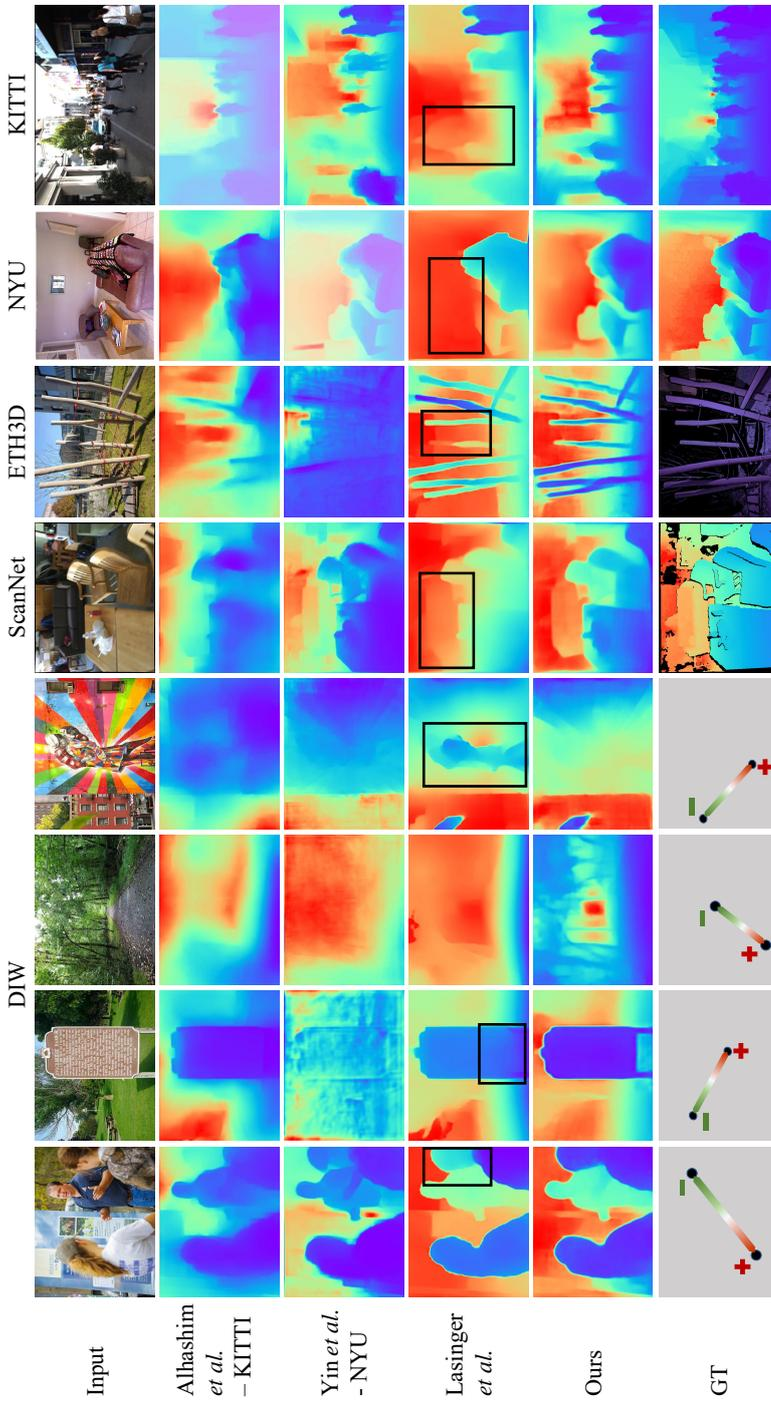 DIW
ScanNet
ETH3D
NYU
KITTI
Input
Alhashim
et al.
– KITTI
Yin et al.
- NYU
Lasinger
et al.
Ours
GT